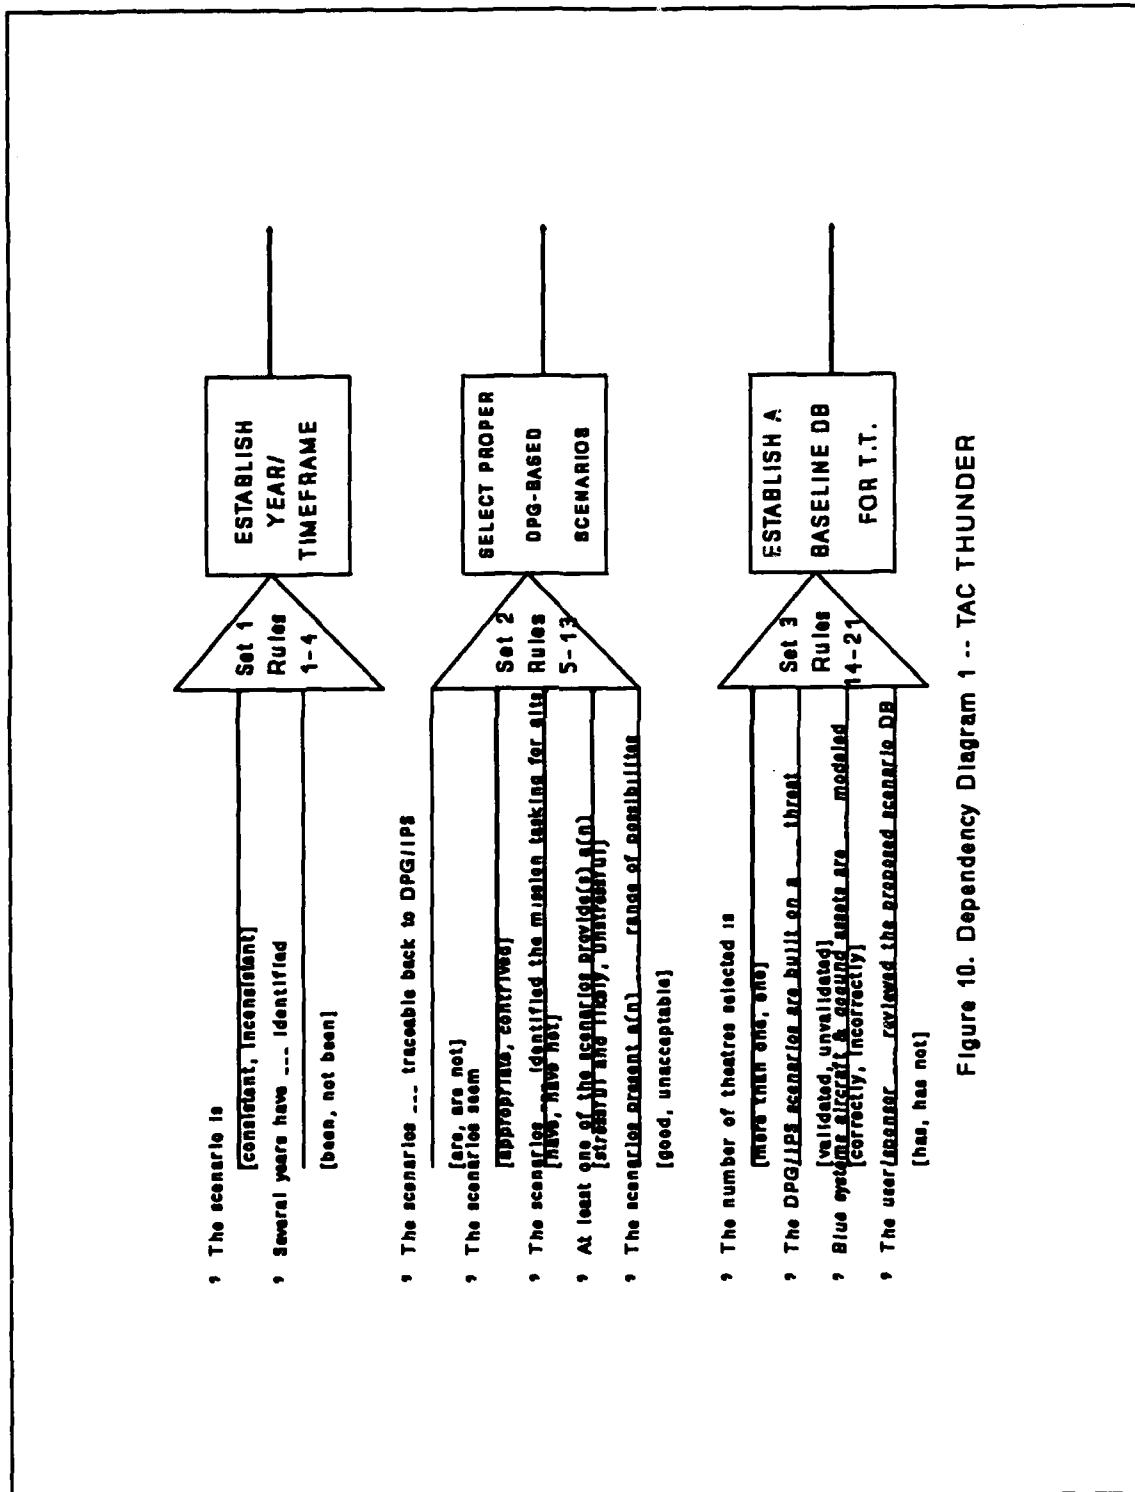 ? The scenario is
[consistant, inconsistant]
? Several years have ___ identified
[been, not been]
Set 1
Rules
1-4
ESTABLISH
YEAR/
TIMEFRAME
? The scenarios ___ traceable back to DPG/IPS
[are, are not]
? The scenarios seem
[appropriate, contrived]
? The scenarios ___ identified the mission tasking for alts
[have, have not]
? At least one of the scenarios provide(s) a(n)
[stressful and likely, unstressful]
? The scenarios present a(n) ___ range of possibilites
[good, unacceptable]
Set 2
Rules
5-13
SELECT PROPER
DPG-BASED
SCENARIOS
? The number of theatres selected is
[more than one, one]
? The DPG/IPS scenarios are built on a ___ threat
[validated, unvalidated]
? Blue systems aircraft & gound assets are ___ modeled
[correctly, incorrectly]
? The user/sponser ___ reviewed the proposed scenario DB
[has, has not]
Set 3
Rules
14-21
ESTABLISH A
BASELINE DB
FOR T.T.
Figure 10. Dependency Diagram 1 -- TAC THUNDER